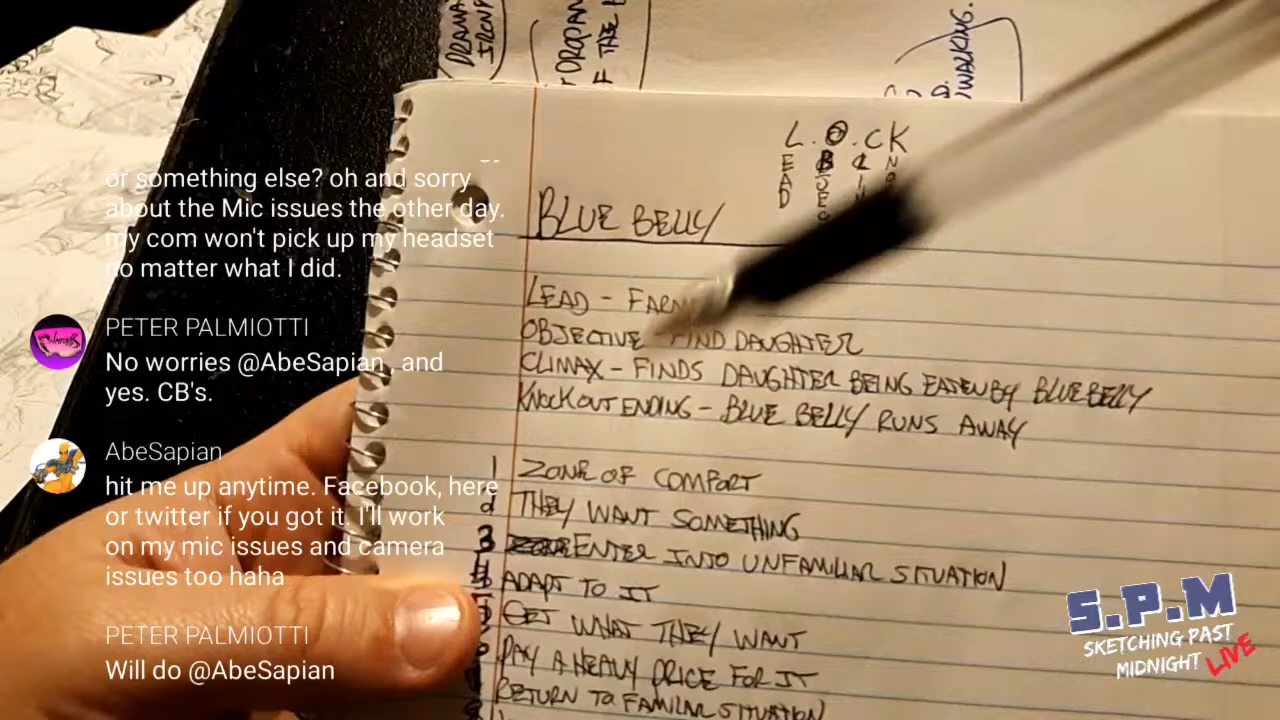 DRAMA
IRON
DROP AN
F THE
WALKING.
L.O.C K
E B L N
A J I O
D E M
C
BLUE BELLY
LEAD - FARM
OBJECTIVE - FIND DAUGHTER
CLIMAX - FINDS DAUGHTER BEING EATEN BY BLUE BELLY
KNOCKOUT ENDING - BLUE BELLY RUNS AWAY
1 ZONE OF COMFORT
2 THEY WANT SOMETHING
3 ENTER INTO UNFAMILIAR SITUATION
4 ADAPT TO IT
5 GET WHAT THEY WANT
PAY A HEAVY PRICE FOR IT
RETURN TO FAMILIAR SITUATION
or something else? oh and sorry
about the Mic issues the other day.
my com won't pick up my headset
no matter what I did.
PETER PALMIOTTI
No worries @AbeSapian , and
yes. CB's.
AbeSapian
hit me up anytime. Facebook, here
or twitter if you got it. I'll work
on my mic issues and camera
issues too haha
PETER PALMIOTTI
Will do @AbeSapian
S.P.M
SKETCHING PAST
MIDNIGHT LIVE